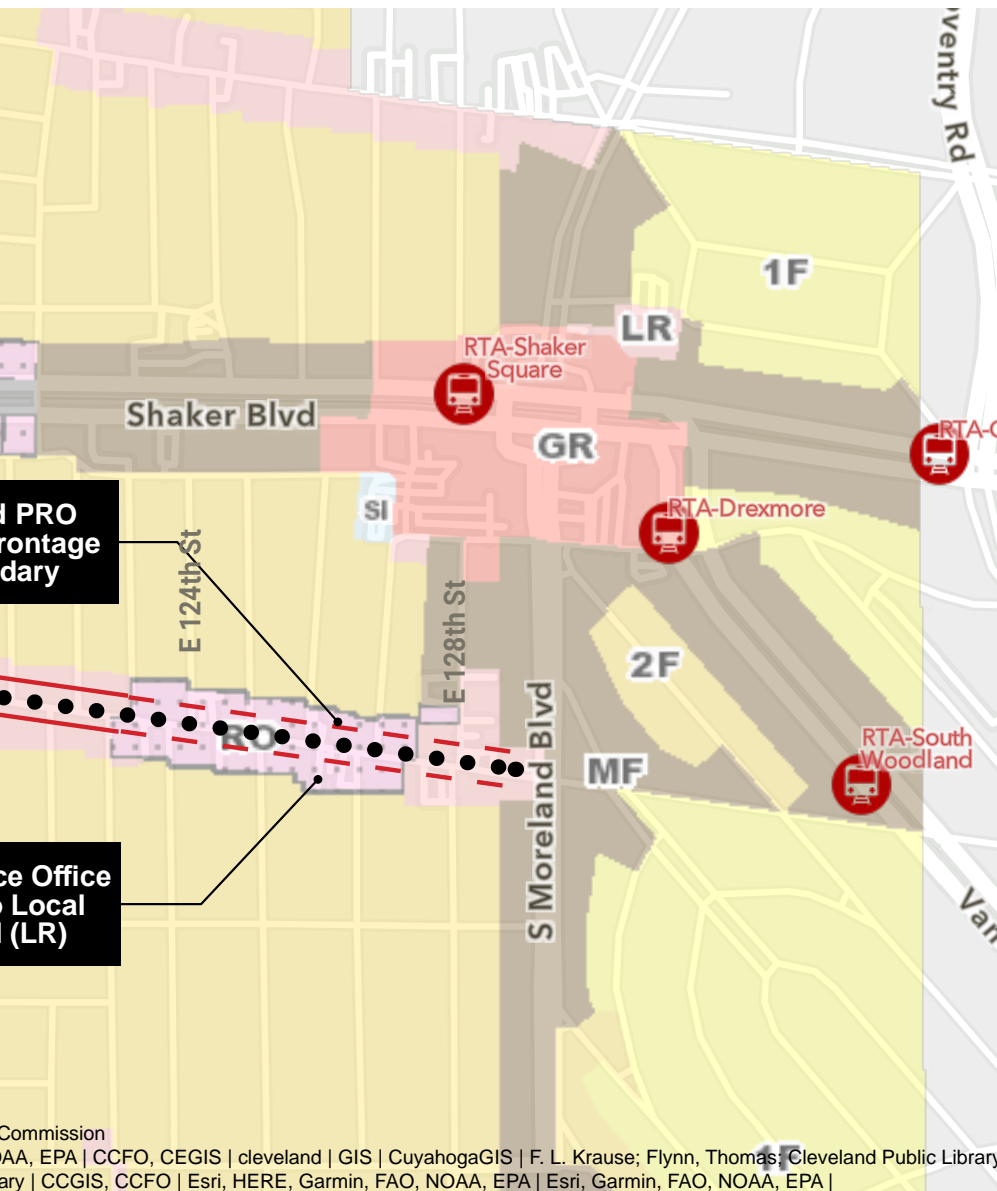 Coventry Rd
1F
LR
RTA-Shaker
Square
Shaker Blvd
GR
SI
RTA-Drexmore
PRO
rontage
dary
E 124th St
E 128th St
2F
RO
MF
S Moreland Blvd
RTA-South
Woodland
ce Office
Local
(LR)
Van
1F
Commission
OAA, EPA | CCFO, CEGIS | cleveland | GIS | CuyahogaGIS | F. L. Krause; Flynn, Thomas; Cleveland Public Library
ary | CCGIS, CCFO | Esri, HERE, Garmin, FAO, NOAA, EPA | Esri, Garmin, FAO, NOAA, EPA |